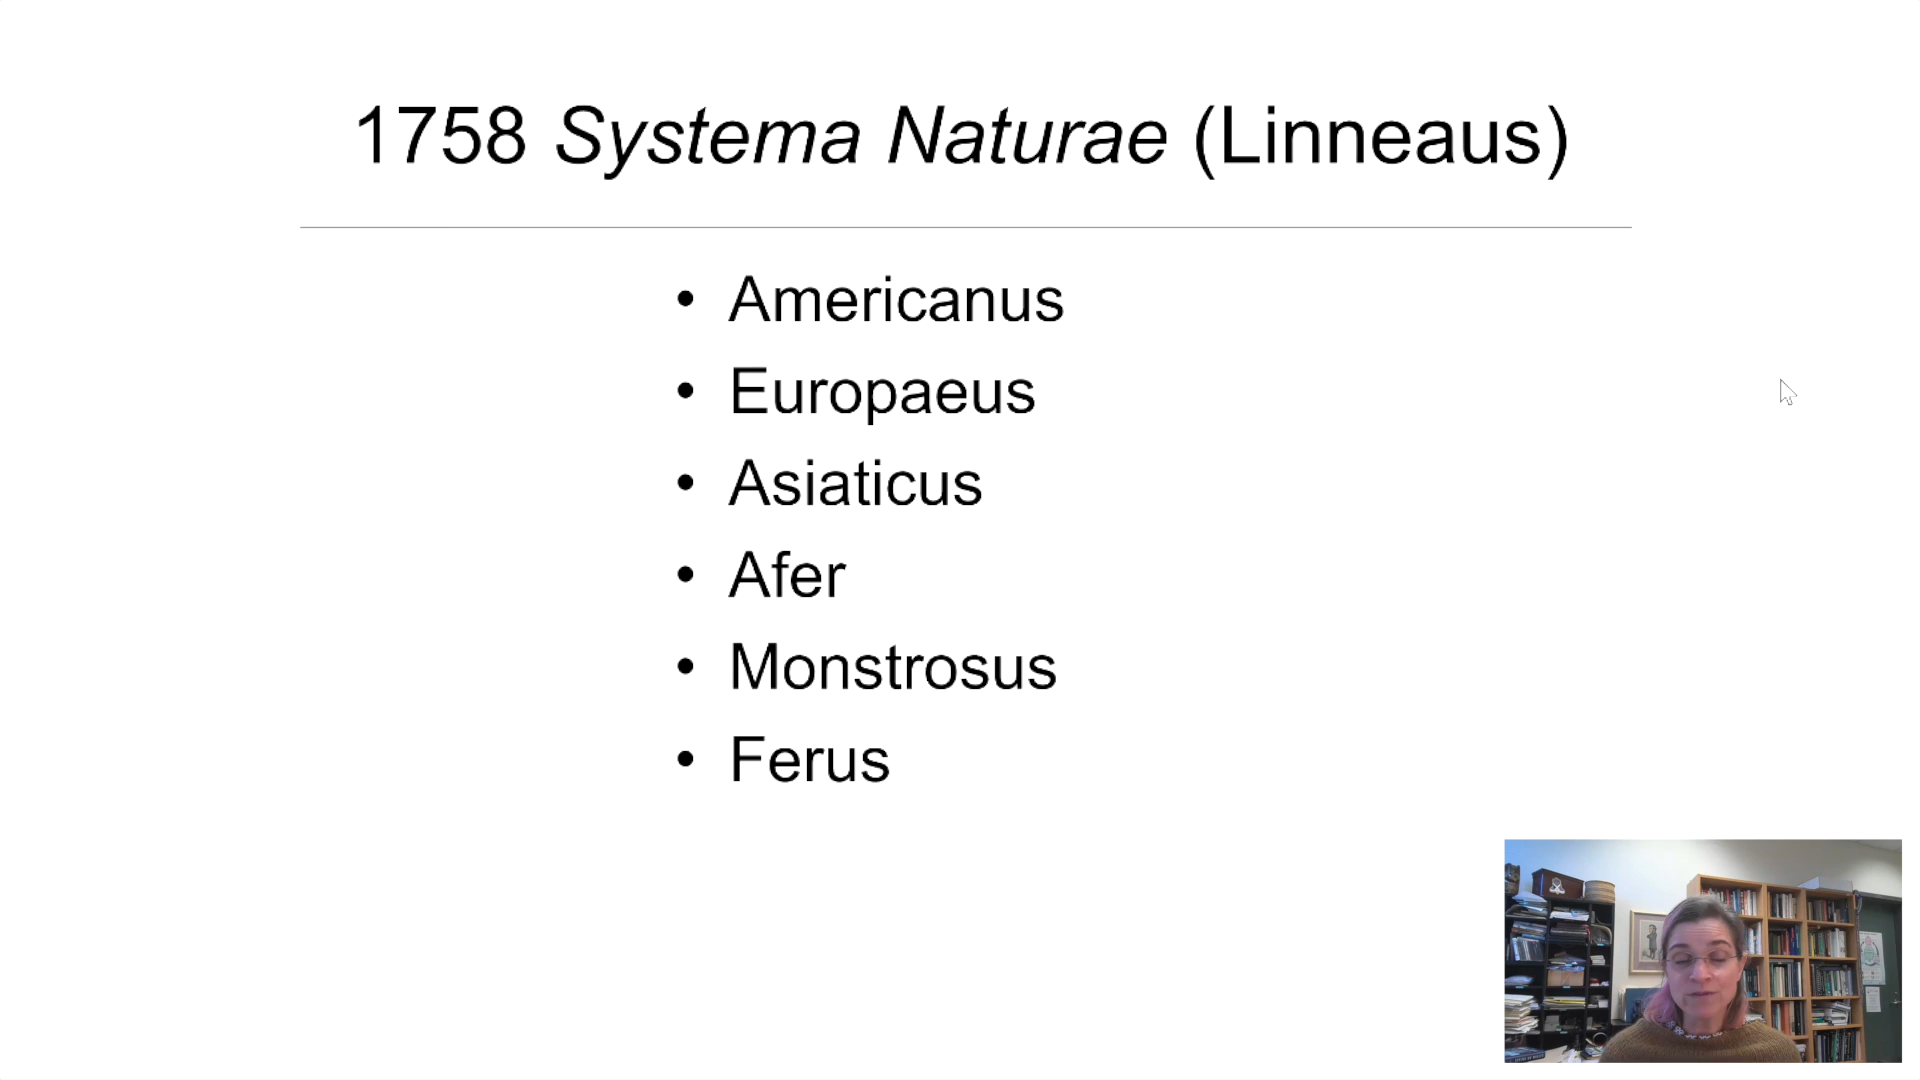 1758 Systema Naturae (Linneaus)
• Americanus
• Europaeus
• Asiaticus
• Afer
• Monstrosus
• Ferus